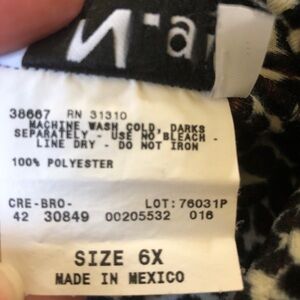 N·a
38667 RN 31310
MACHINE WASH COLD, DARKS
SEPARATELY - USE NO BLEACH -
LINE DRY - DO NOT IRON
100% POLYESTER
CRE-BRO- LOT:76031P
42 30849 00205532 016
SIZE 6X
MADE IN MEXICO